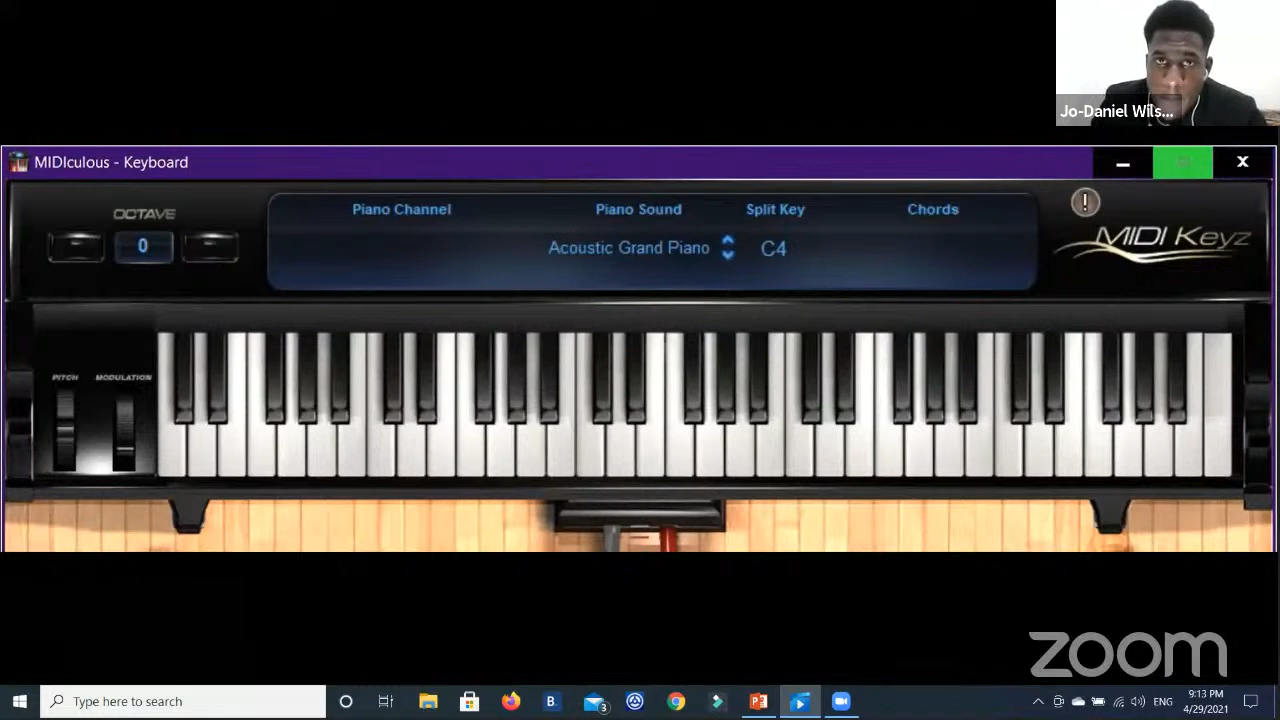 Jo-Daniel Wils...
MIDIculous - Keyboard
OCTAVE
0
Piano Channel
Piano Sound
Split Key
Chords
Acoustic Grand Piano
C4
!
MIDI Keyz
PITCH
MODULATION
zoom
Type here to search
B
3
ENG
9:13 PM
4/29/2021